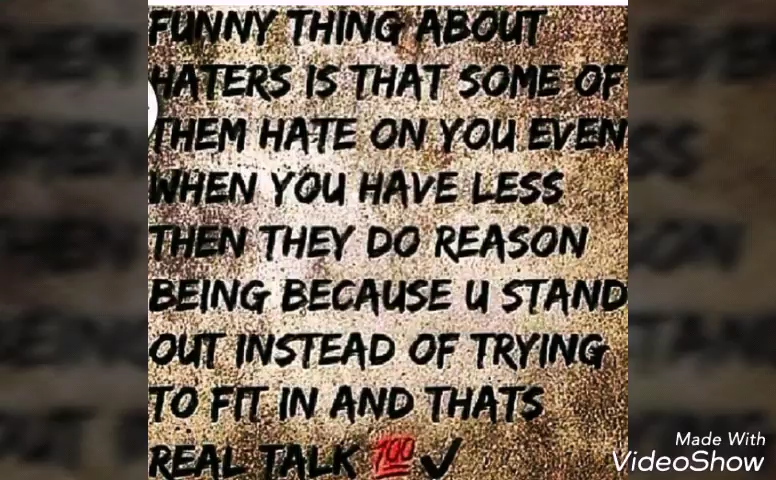 FUNNY THING ABOUT
HATERS IS THAT SOME OF
THEM HATE ON YOU EVEN
WHEN YOU HAVE LESS
THEN THEY DO REASON
BEING BECAUSE U STAND
OUT INSTEAD OF TRYING
TO FIT IN AND THATS
REAL TALK 💯✔
Made With
VideoShow